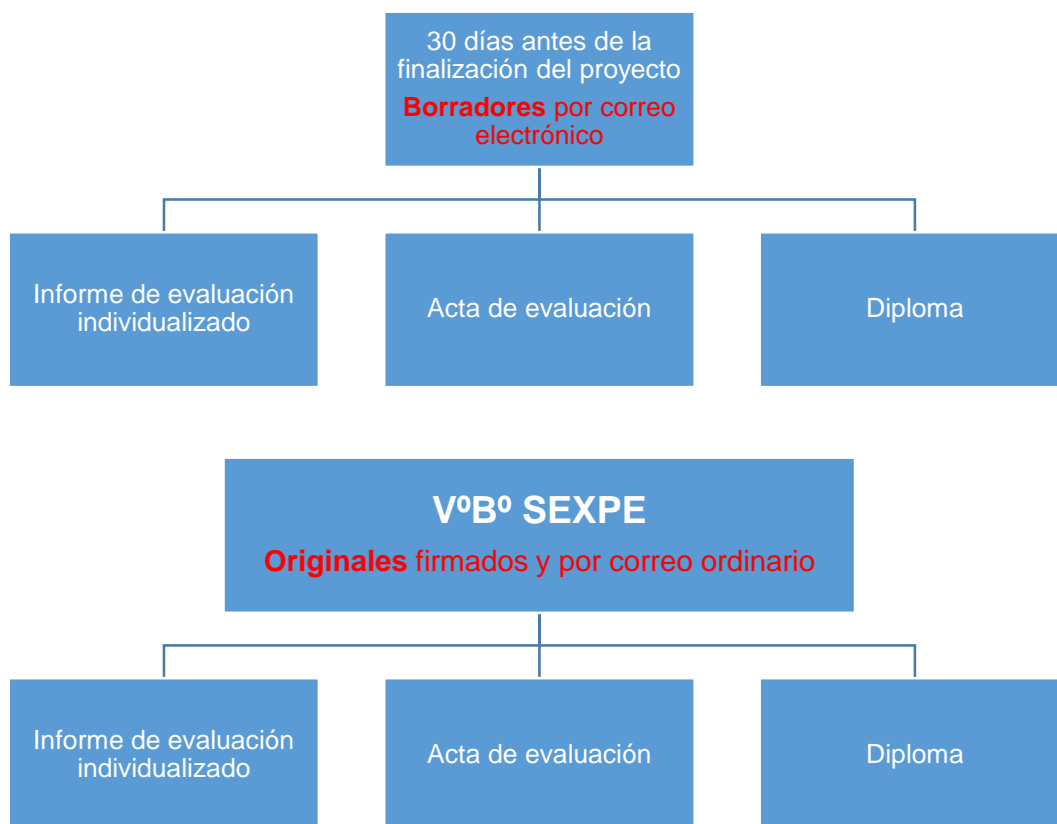 30 días antes de la
finalización del proyecto
Borradores por correo
electrónico
Informe de evaluación
individualizado
Acta de evaluación
Diploma
VºBº SEXPE
Originales firmados y por correo ordinario
Informe de evaluación
individualizado
Acta de evaluación
Diploma